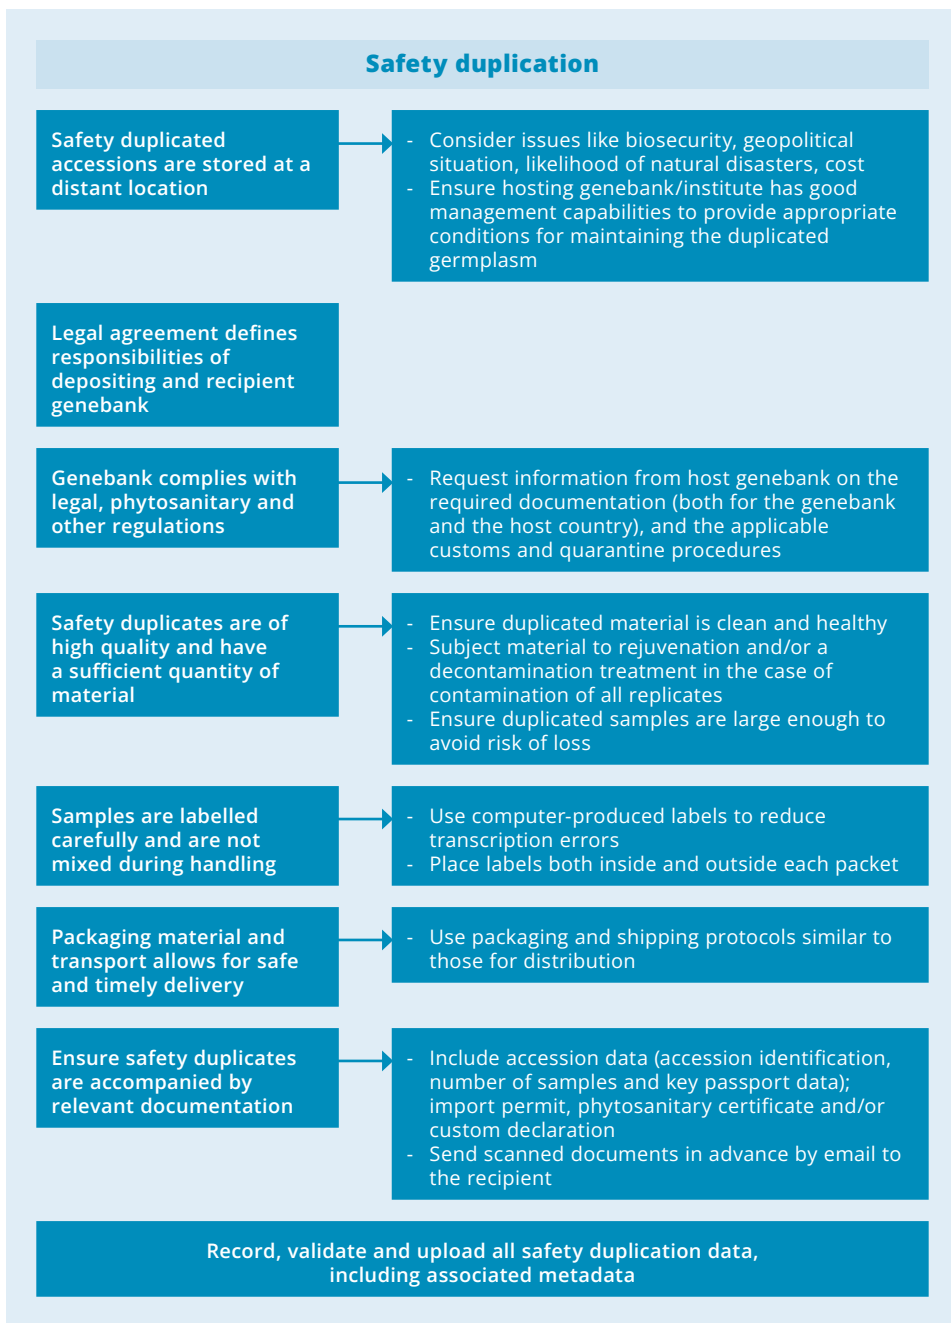 Safety duplication
Safety duplicated
accessions are stored at a
distant location
- Consider issues like biosecurity, geopolitical
situation, likelihood of natural disasters, cost
- Ensure hosting genebank/institute has good
management capabilities to provide appropriate
conditions for maintaining the duplicated
germplasm
Legal agreement defines
responsibilities of
depositing and recipient
genebank
Genebank complies with
legal, phytosanitary and
other regulations
- Request information from host genebank on the
required documentation (both for the genebank
and the host country), and the applicable
customs and quarantine procedures
Safety duplicates are of
high quality and have
a sufficient quantity of
material
- Ensure duplicated material is clean and healthy
- Subject material to rejuvenation and/or a
decontamination treatment in the case of
contamination of all replicates
- Ensure duplicated samples are large enough to
avoid risk of loss
Samples are labelled
carefully and are not
mixed during handling
- Use computer-produced labels to reduce
transcription errors
- Place labels both inside and outside each packet
Packaging material and
transport allows for safe
and timely delivery
- Use packaging and shipping protocols similar to
those for distribution
Ensure safety duplicates
are accompanied by
relevant documentation
- Include accession data (accession identification,
number of samples and key passport data);
import permit, phytosanitary certificate and/or
custom declaration
- Send scanned documents in advance by email to
the recipient
Record, validate and upload all safety duplication data,
including associated metadata